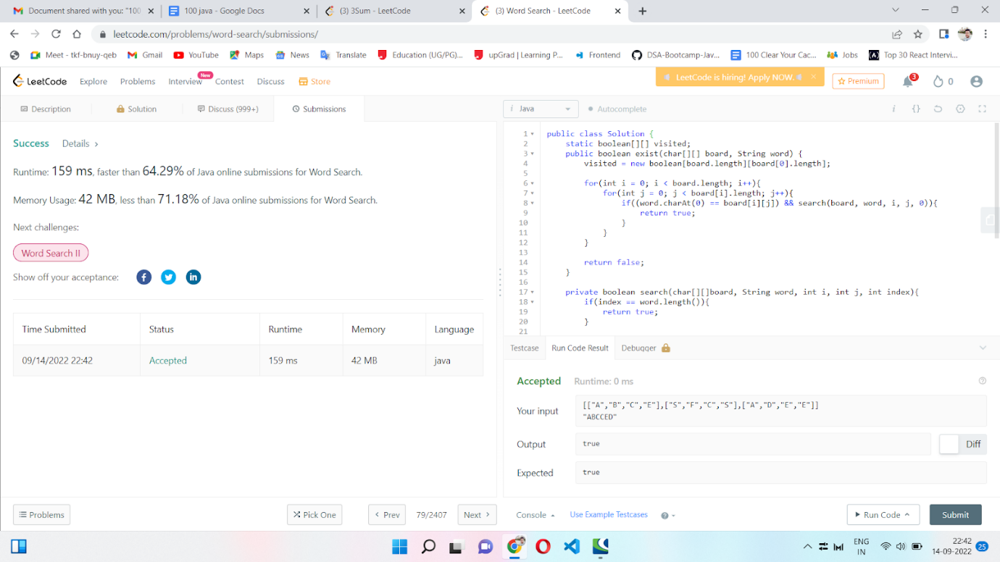 Document shared with you: "100
100 java - Google Docs
(3) 3Sum - LeetCode
(3) Word Search - LeetCode
leetcode.com/problems/word-search/submissions/
Meet - tkf-bnuy-qeb
Gmail
YouTube
Maps
News
Translate
Education (UG/PG)...
upGrad | Learning P...
Frontend
DSA-Bootcamp-Jav...
100 Clear Your Cac...
Jobs
Top 30 React Intervi...
LeetCode
Explore
Problems
Interview
New
Contest
Discuss
Store
LeetCode is hiring! Apply NOW.
Premium
3
0
Description
Solution
Discuss (999+)
Submissions
i Java
Autocomplete
Success
Details
Runtime: 159 ms, faster than 64.29% of Java online submissions for Word Search.
Memory Usage: 42 MB, less than 71.18% of Java online submissions for Word Search.
Next challenges:
Word Search II
Show off your acceptance:
Time Submitted Status Runtime Memory Language
09/14/2022 22:42 Accepted 159 ms 42 MB java
1 public class Solution {
2 static boolean[][] visited;
3 public boolean exist(char[][] board, String word) {
4 visited = new boolean[board.length][board[0].length];
5
6 for(int i = 0; i < board.length; i++){
7 for(int j = 0; j < board[i].length; j++){
8 if((word.charAt(0) == board[i][j]) && search(board, word, i, j, 0)){
9 return true;
10 }
11 }
12 }
13
14 return false;
15 }
16
17 private boolean search(char[][]board, String word, int i, int j, int index){
18 if(index == word.length()){
19 return true;
20 }
21
Testcase
Run Code Result
Debugger
Accepted
Runtime: 0 ms
Your input
[["A","B","C","E"],["S","F","C","S"],["A","D","E","E"]]
"ABCCED"
Output
true
Diff
Expected
true
Problems
Pick One
Prev
79/2407
Next
Console
Use Example Testcases
Run Code
Submit
ENG
IN
22:42
14-09-2022
25